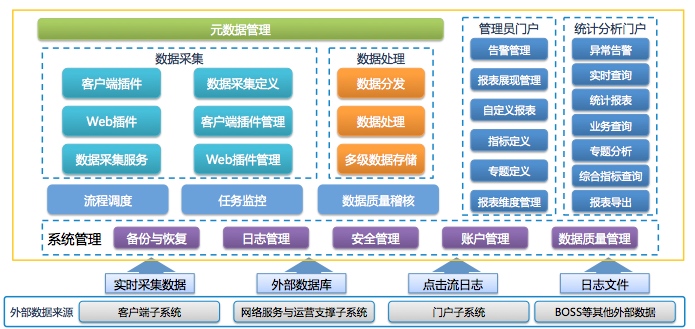 元数据管理
数据采集
客户端插件
数据采集定义
Web插件
客户端插件管理
数据采集服务
Web插件管理
数据处理
数据分发
数据处理
多级数据存储
管理员门户
告警管理
报表展现管理
自定义报表
指标定义
专题定义
报表维度管理
统计分析门户
异常告警
实时查询
统计报表
业务查询
专题分析
综合指标查询
报表导出
流程调度
任务监控
数据质量稽核
系统管理
备份与恢复
日志管理
安全管理
账户管理
数据质量管理
实时采集数据
外部数据库
点击流日志
日志文件
外部数据来源
客户端子系统
网络服务与运营支撑子系统
门户子系统
BOSS等其他外部数据